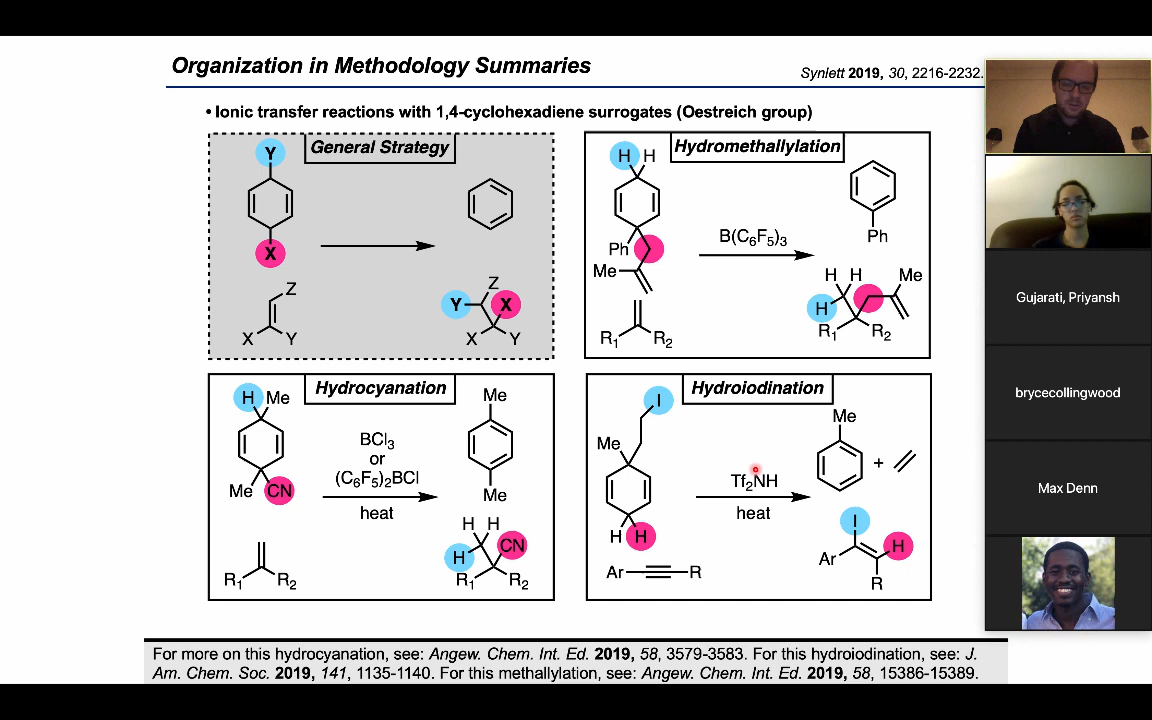 Organization in Methodology Summaries
Synlett 2019, 30, 2216-2232.
• Ionic transfer reactions with 1,4-cyclohexadiene surrogates (Oestreich group)
General Strategy
Y
X
Z
X Y
Y Z X
X Y
Hydromethallylation
H H
Ph
Me
R1 R2
B(C6F5)3
Ph
H H Me
H
R1 R2
Hydrocyanation
H Me
Me CN
R1 R2
BCl3
or
(C6F5)2BCl
heat
Me
Me
H H
H CN
R1 R2
Hydroiodination
I
Me
H H
Ar R
Tf2NH
heat
Me
+
I
Ar H
R
For more on this hydrocyanation, see: Angew. Chem. Int. Ed. 2019, 58, 3579-3583. For this hydroiodination, see: J.
Am. Chem. Soc. 2019, 141, 1135-1140. For this methallylation, see: Angew. Chem. Int. Ed. 2019, 58, 15386-15389.
Gujarati, Priyansh
brycecollingwood
Max Denn